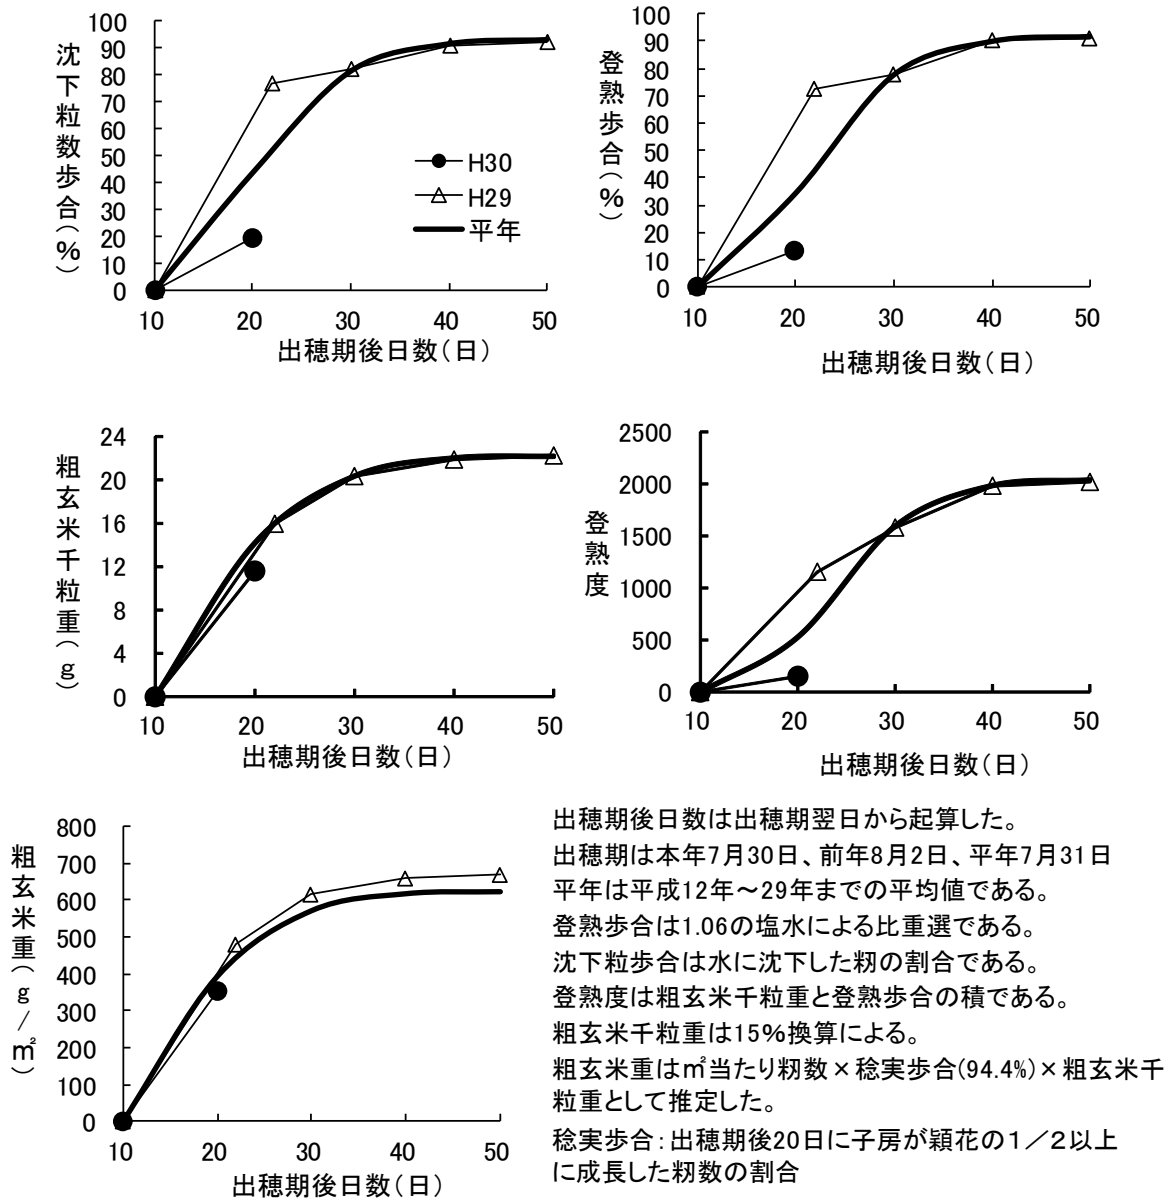 沈下粒数歩合(%)
100
90
80
70
60
50
40
30
20
10
0
10 20 30 40 50
出穂期後日数(日)
H30
H29
平年
登熟歩合(%)
100
90
80
70
60
50
40
30
20
10
0
10 20 30 40 50
出穂期後日数(日)
粗玄米千粒重(g)
24
20
16
12
8
4
0
10 20 30 40 50
出穂期後日数(日)
登熟度
2500
2000
1500
1000
500
0
10 20 30 40 50
出穂期後日数(日)
粗玄米重(g/㎡)
800
700
600
500
400
300
200
100
0
10 20 30 40 50
出穂期後日数(日)
出穂期後日数は出穂期翌日から起算した。
出穂期は本年7月30日、前年8月2日、平年7月31日
平年は平成12年～29年までの平均値である。
登熟歩合は1.06の塩水による比重選である。
沈下粒歩合は水に沈下した籾の割合である。
登熟度は粗玄米千粒重と登熟歩合の積である。
粗玄米千粒重は15%換算による。
粗玄米重は㎡当たり籾数×稔実歩合(94.4%)×粗玄米千
粒重として推定した。
稔実歩合：出穂期後20日に子房が穎花の１／２以上
に成長した籾数の割合